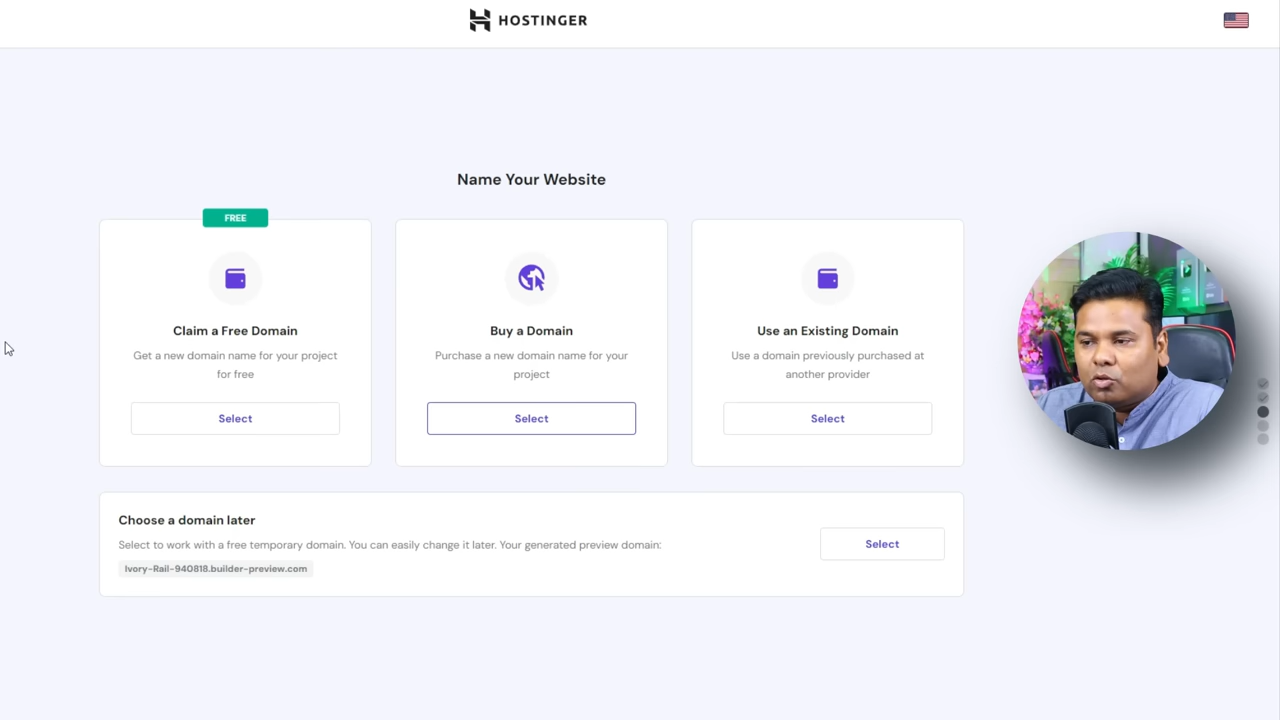 HOSTINGER
Name Your Website
FREE
Claim a Free Domain
Get a new domain name for your project
for free
Select
Buy a Domain
Purchase a new domain name for your
project
Select
Use an Existing Domain
Use a domain previously purchased at
another provider
Select
Choose a domain later
Select to work with a free temporary domain. You can easily change it later. Your generated preview domain:
Ivory-Rail-940818.builder-preview.com
Select